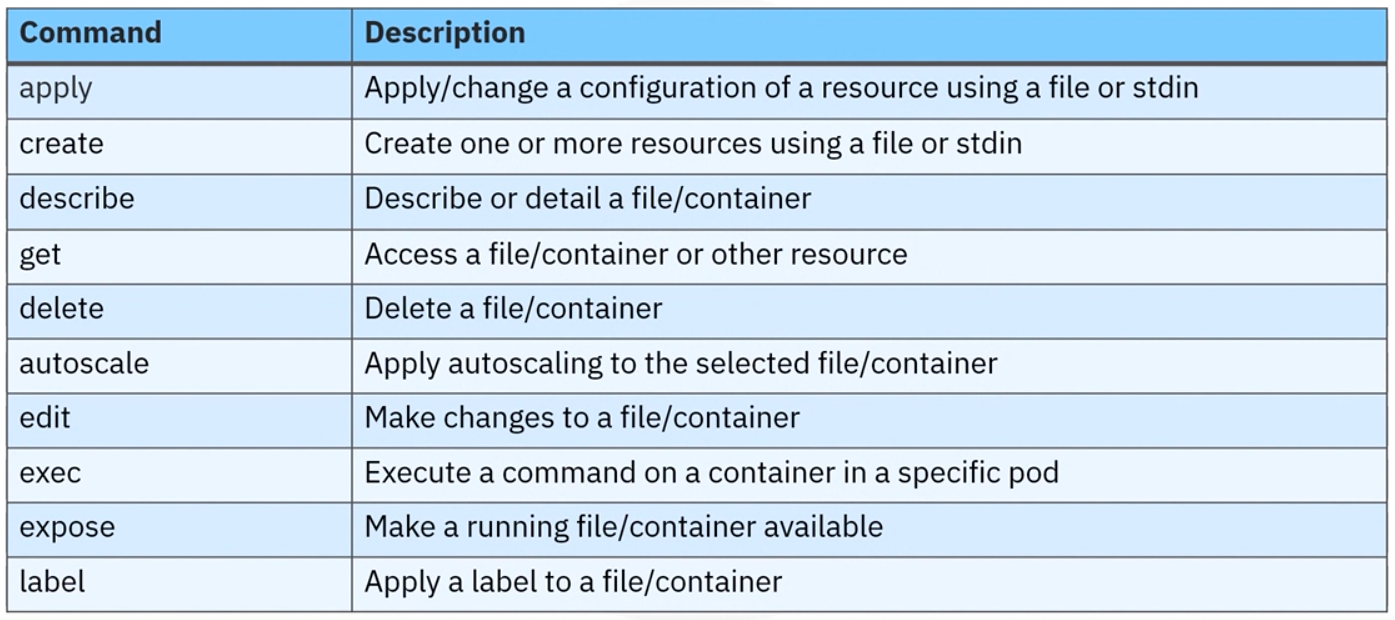 Command Description
apply Apply/change a configuration of a resource using a file or stdin
create Create one or more resources using a file or stdin
describe Describe or detail a file/container
get Access a file/container or other resource
delete Delete a file/container
autoscale Apply autoscaling to the selected file/container
edit Make changes to a file/container
exec Execute a command on a container in a specific pod
expose Make a running file/container available
label Apply a label to a file/container